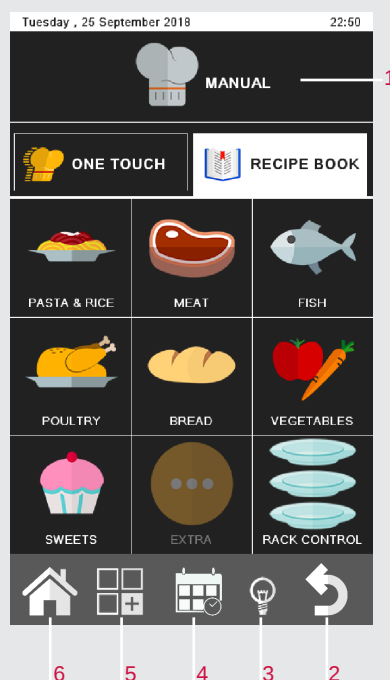 Tuesday , 25 September 2018 22:50
MANUAL
1
ONE TOUCH RECIPE BOOK
PASTA & RICE MEAT FISH
POULTRY BREAD VEGETABLES
SWEETS EXTRA RACK CONTROL
6 5 4 3 2